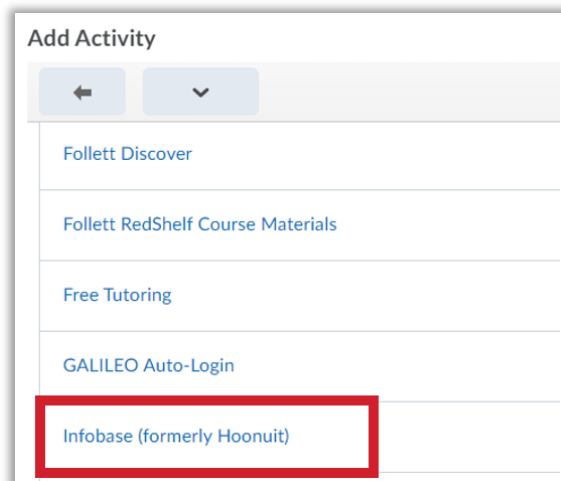 Add Activity
Follett Discover
Follett RedShelf Course Materials
Free Tutoring
GALILEO Auto-Login
Infobase (formerly Hoonuit)